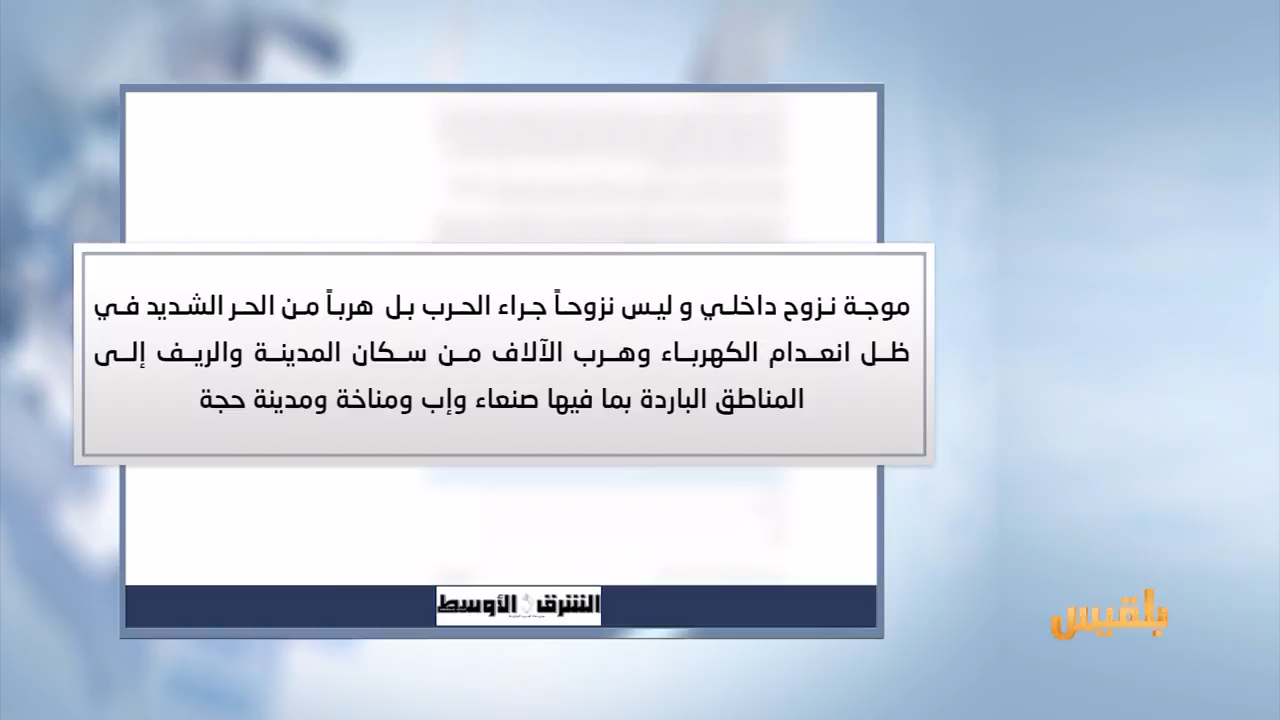 موجة نزوح داخلي و ليس نزوحاً جراء الحرب بل هرباً من الحر الشديد في
ظل انعدام الكهرباء وهرب الآلاف من سكان المدينة والريف إلى
المناطق الباردة بما فيها صنعاء وإب ومناخة ومدينة حجة
الشرق الأوسط
بلقيس